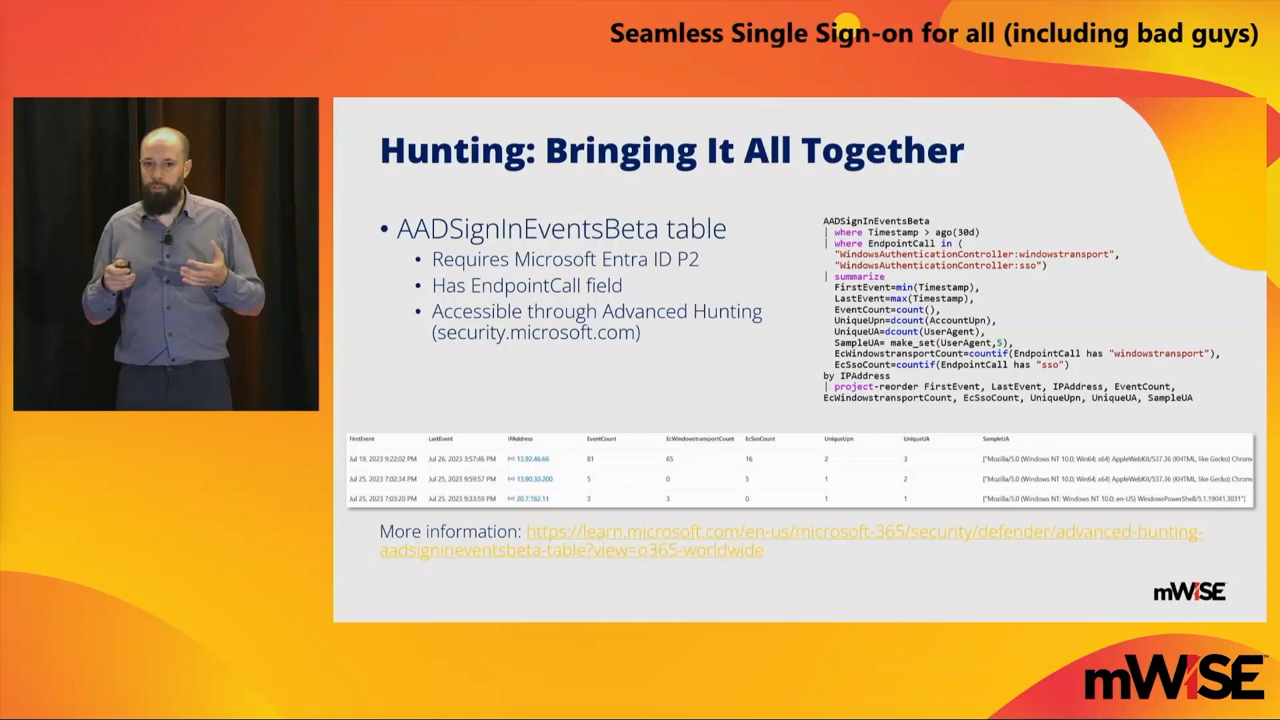 Seamless Single Sign-on for all (including bad guys)
Hunting: Bringing It All Together
• AADSignInEventsBeta table
• Requires Microsoft Entra ID P2
• Has EndpointCall field
• Accessible through Advanced Hunting
(security.microsoft.com)
AADSignInEventsBeta
| where Timestamp > ago(30d)
| where EndpointCall in (
"WindowsAuthenticationController:windowstransport",
"WindowsAuthenticationController:sso")
| summarize
FirstEvent=min(Timestamp),
LastEvent=max(Timestamp),
EventCount=count(),
UniqueUpn=dcount(AccountUpn),
UniqueUA=dcount(UserAgent),
SampleUA= make_set(UserAgent,5),
EcWindowstransportCount=countif(EndpointCall has "windowstransport"),
EcSsoCount=countif(EndpointCall has "sso")
by IPAddress
| project-reorder FirstEvent, LastEvent, IPAddress, EventCount,
EcWindowstransportCount, EcSsoCount, UniqueUpn, UniqueUA, SampleUA
FirstEvent LastEvent IPAddress EventCount EcWindowstransportCount EcSsoCount UniqueUpn UniqueUA SampleUA
Jul 19, 2023 9:22:02 PM Jul 26, 2023 3:57:46 PM 13.92.46.66 81 65 16 2 3 ["Mozilla/5.0 (Windows NT 10.0; Win64; x64) AppleWebKit/537.36 (KHTML, like Gecko) Chrom
Jul 25, 2023 7:02:34 PM Jul 25, 2023 9:59:57 PM 13.90.30.200 5 0 5 1 2 ["Mozilla/5.0 (Windows NT 10.0; Win64; x64) AppleWebKit/537.36 (KHTML, like Gecko) Chrom
Jul 25, 2023 7:03:20 PM Jul 25, 2023 9:33:59 PM 20.7.182.11 3 3 0 1 1 ["Mozilla/5.0 (Windows NT; Windows NT 10.0; en-US) WindowsPowerShell/5.1.19041.3031"]
More information: https://learn.microsoft.com/en-us/microsoft-365/security/defender/advanced-hunting-
aadsignineventsbeta-table?view=o365-worldwide
mWISE
mWISE